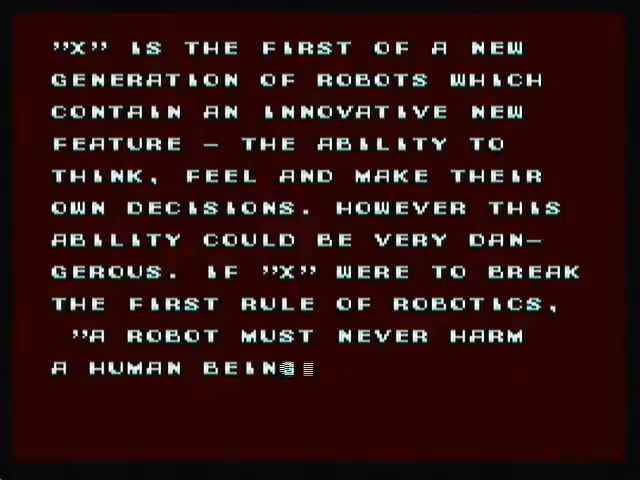 "X" IS THE FIRST OF A NEW
GENERATION OF ROBOTS WHICH
CONTAIN AN INNOVATIVE NEW
FEATURE – THE ABILITY TO
THINK, FEEL AND MAKE THEIR
OWN DECISIONS. HOWEVER THIS
ABILITY COULD BE VERY DAN–
GEROUS. IF "X" WERE TO BREAK
THE FIRST RULE OF ROBOTICS,
"A ROBOT MUST NEVER HARM
A HUMAN BEING